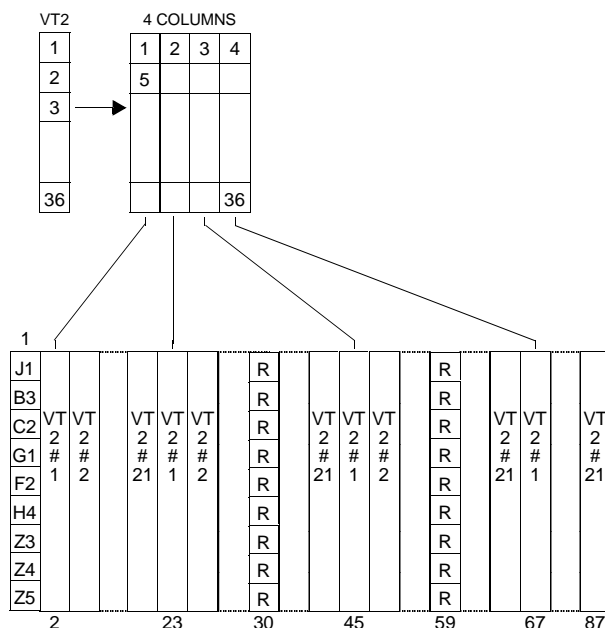 VT2 4 COLUMNS
1 1 2 3 4
2 5
3
36 36
1
J1 R R
B3 R R
C2 VT 2 # 1 VT 2 # 2 VT 2 # 21 VT 2 # 1 VT 2 # 2 R VT 2 # 21 VT 2 # 1 VT 2 # 2 R VT 2 # 21 VT 2 # 1 VT 2 # 21
G1 R R
F2 R R
H4 R R
Z3 R R
Z4 R R
Z5 R R
2 23 30 45 59 67 87